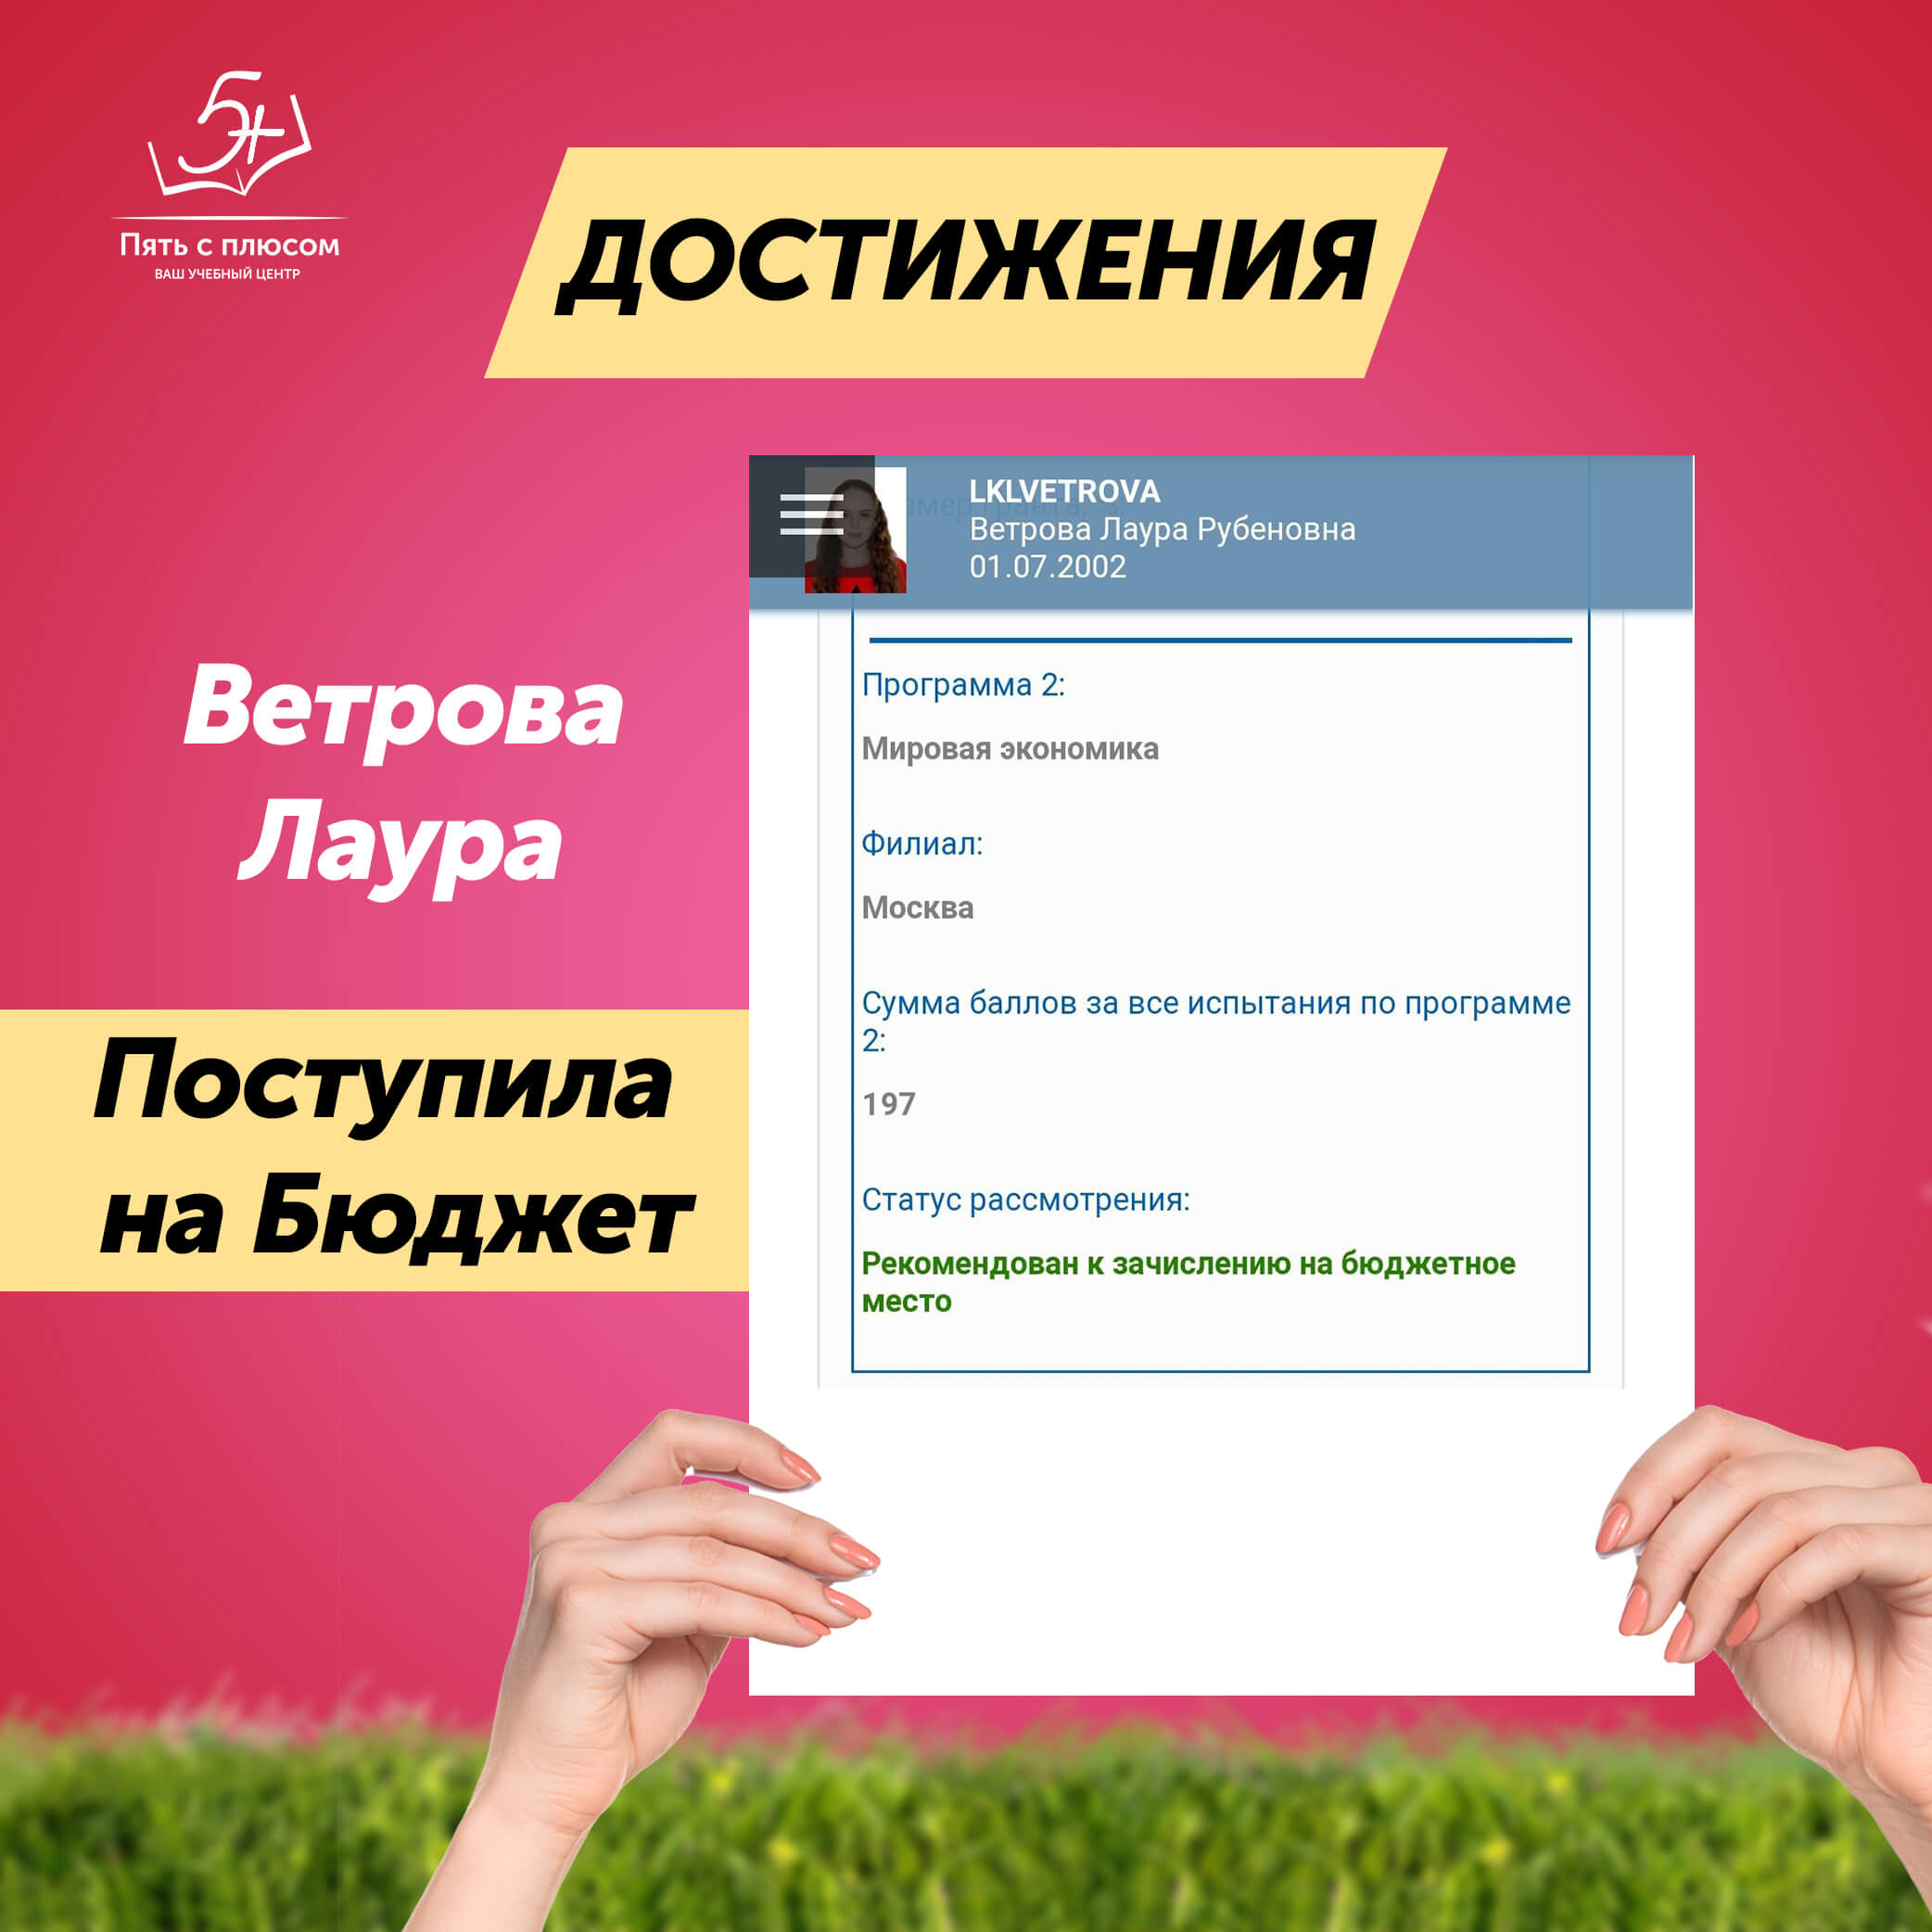 5+
Пять с плюсом
ВАШ УЧЕБНЫЙ ЦЕНТР
ДОСТИЖЕНИЯ
LKLVETROVA
Ветрова Лаура Рубеновна
01.07.2002
Ветрова
Лаура
Поступила
на Бюджет
Программа 2:
Мировая экономика
Филиал:
Москва
Сумма баллов за все испытания по программе
2:
197
Статус рассмотрения:
Рекомендован к зачислению на бюджетное
место